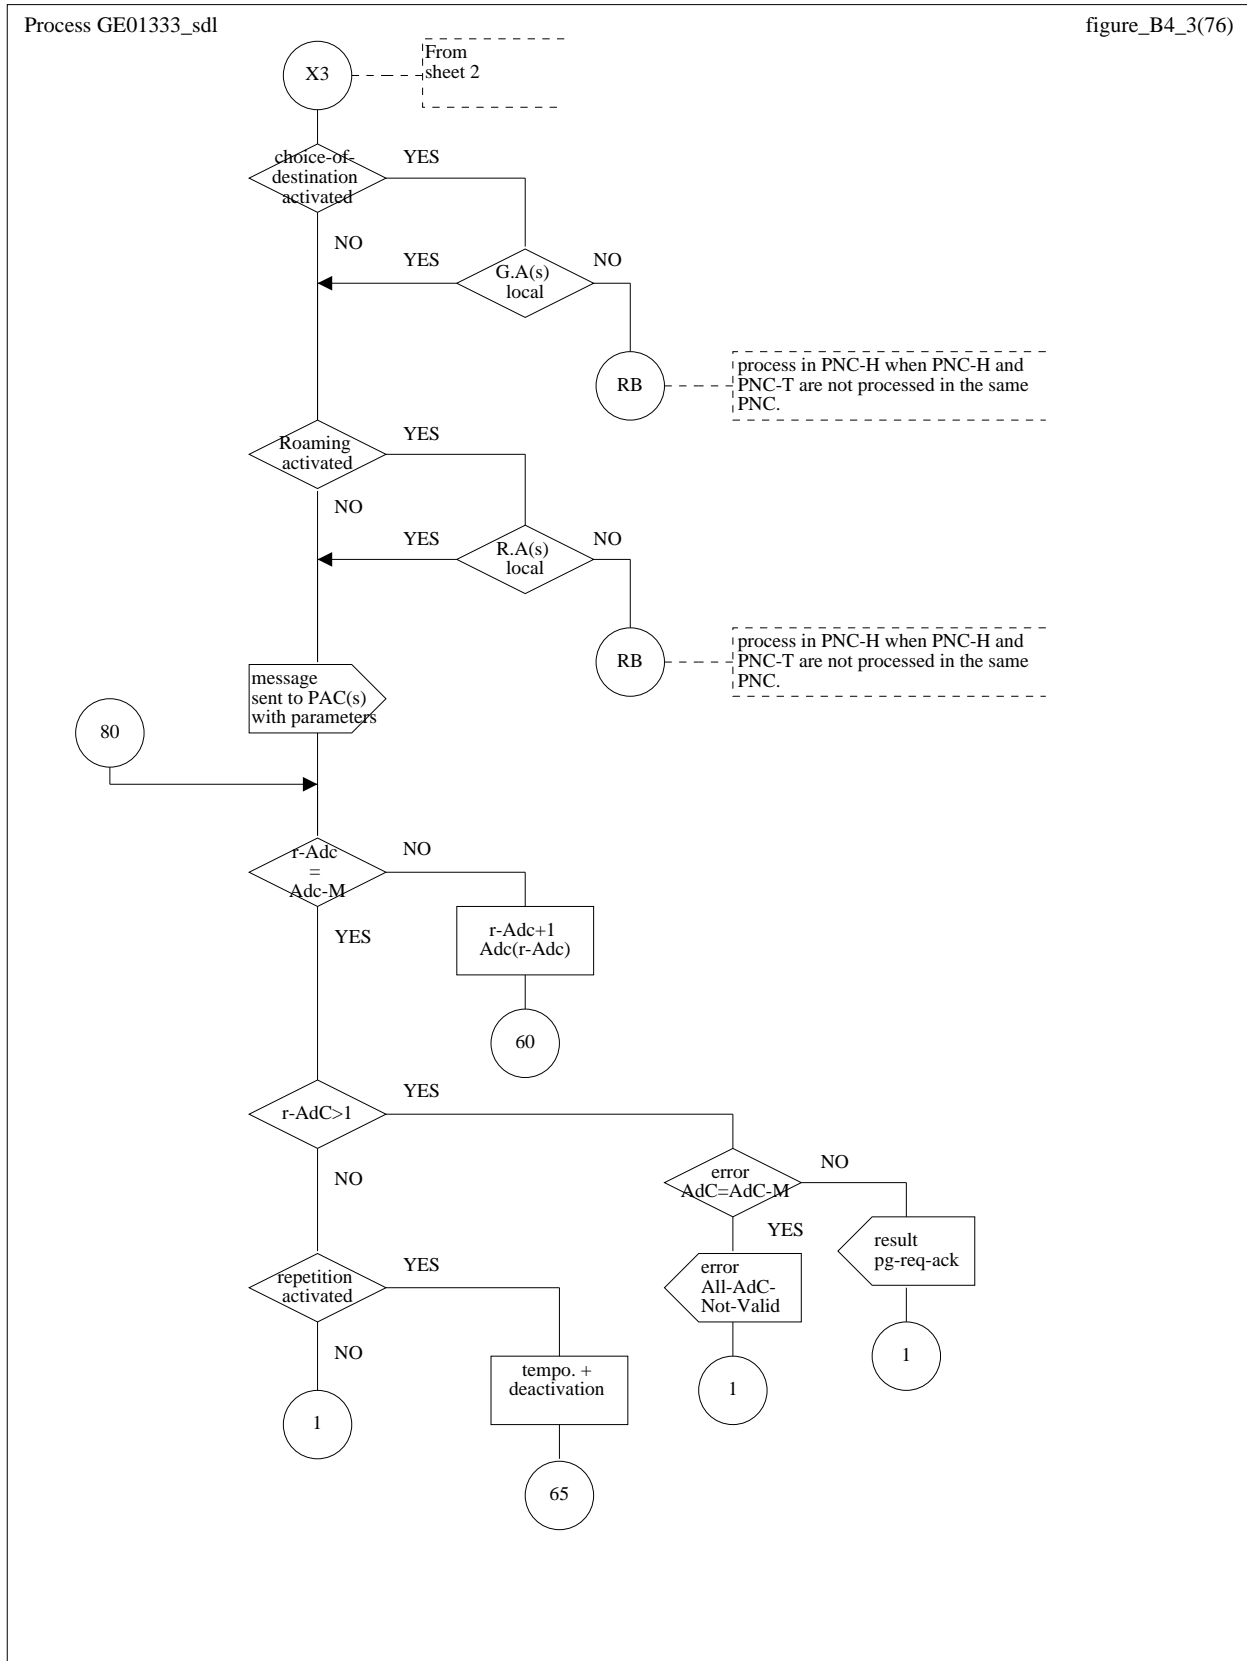 Process GE01333_sdl
figure_B4_3(76)
X3
From
sheet 2
choice-of-
destination
activated
YES
NO
G.A(s)
local
YES
NO
RB
process in PNC-H when PNC-H and
PNC-T are not processed in the same
PNC.
Roaming
activated
YES
NO
R.A(s)
local
YES
NO
RB
process in PNC-H when PNC-H and
PNC-T are not processed in the same
PNC.
message
sent to PAC(s)
with parameters
80
r-Adc
=
Adc-M
NO
YES
r-Adc+1
Adc(r-Adc)
60
r-AdC>1
YES
NO
error
AdC=AdC-M
NO
YES
result
pg-req-ack
error
All-AdC-
Not-Valid
repetition
activated
YES
NO
tempo. +
deactivation
1
1
1
65